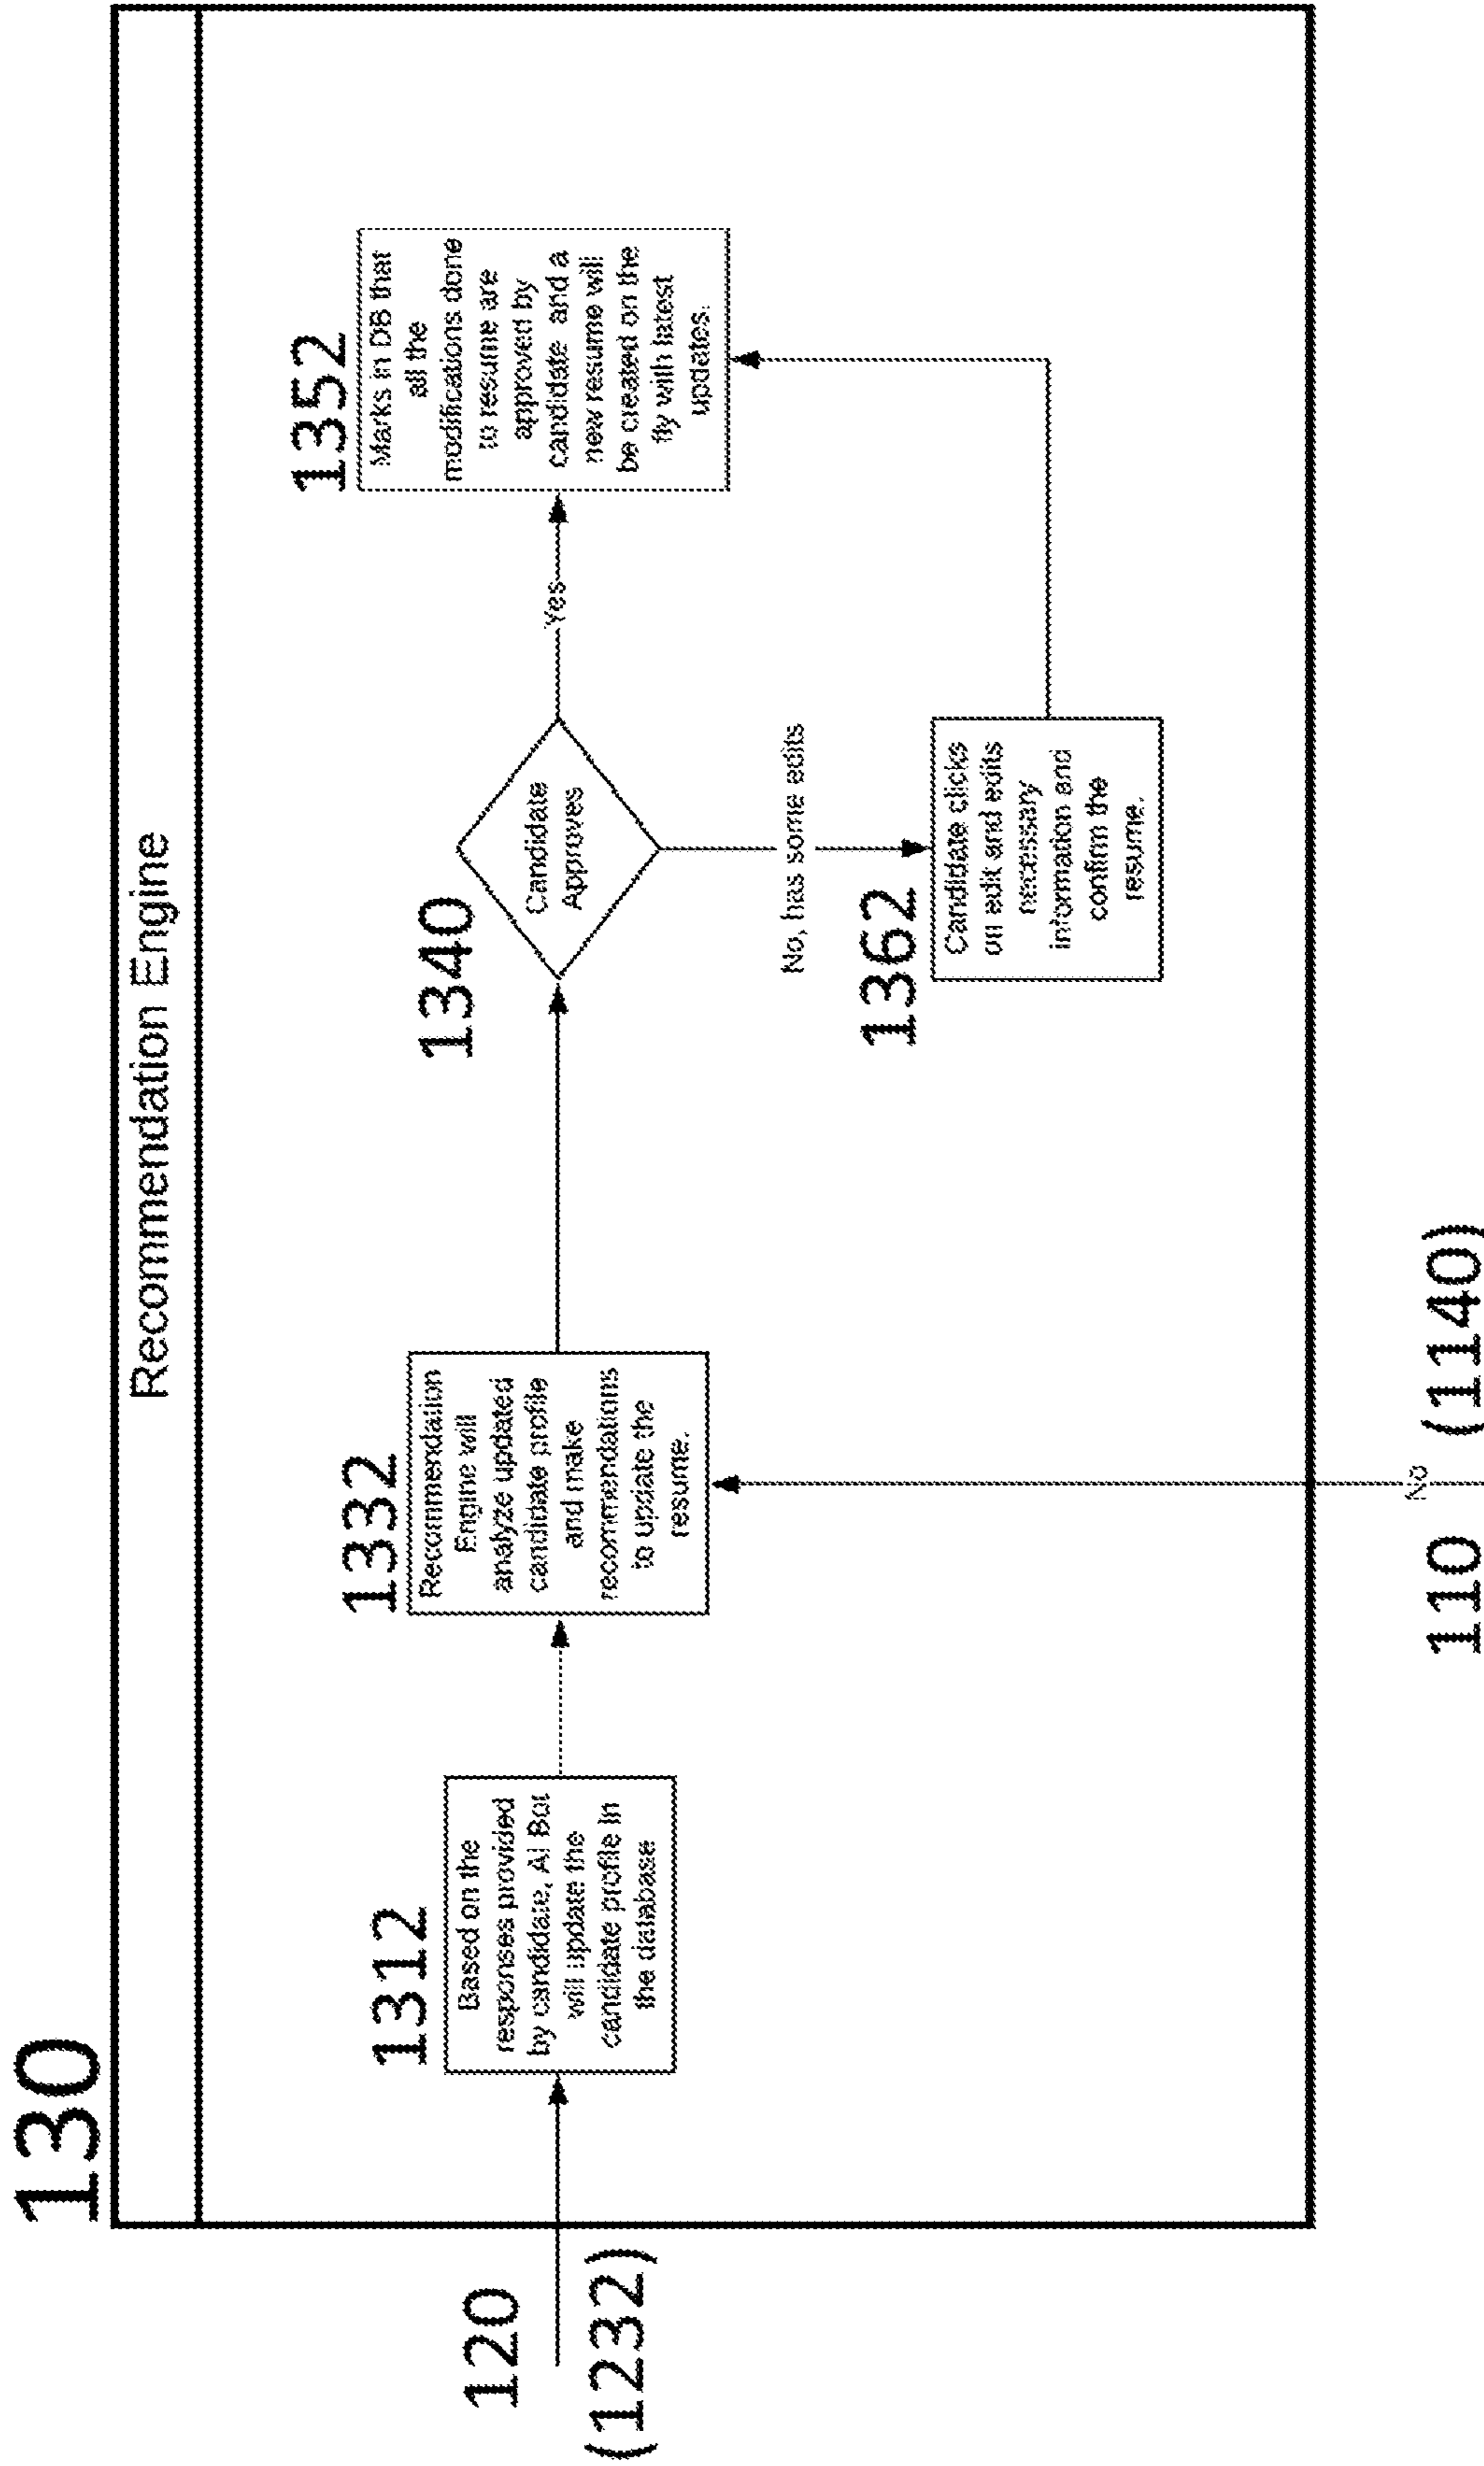 130
Recommendation Engine
120
(1232)
1312
Based on the
responses provided
by candidate, AI Bot
will update the
candidate profile in
the database
1332
Recommendation
Engine will
analyze updated
candidate profile
and make
recommendations
to update the
resume.
1340
Candidate
Approves
Yes
1352
Marks in DB that
all the
modifications done
to resume are
approved by
candidate and a
new resume will
be created on the
fly with latest
updates.
No, has some edits
1362
Candidate clicks
on edit and edits
necessary
information and
confirm the
resume.
No
110 (1140)